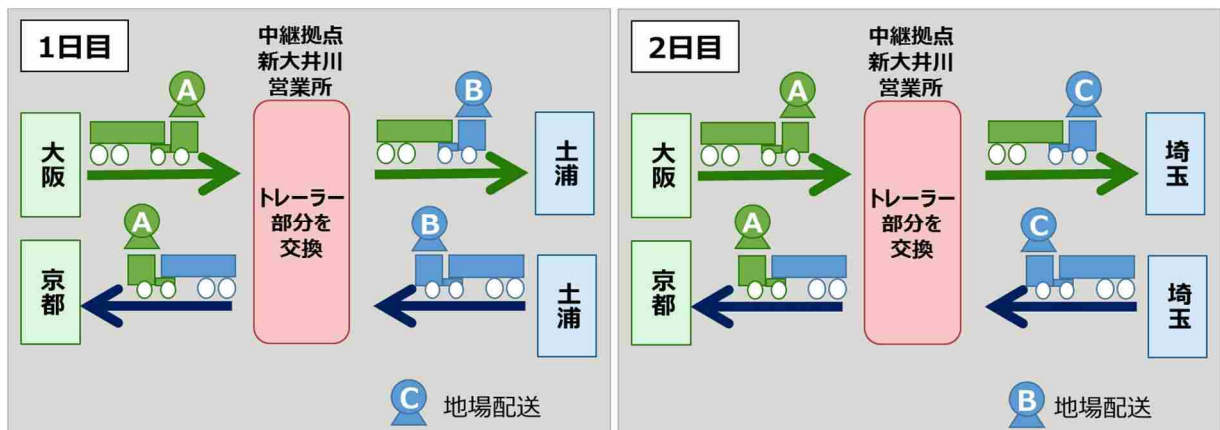 1日目
中継拠点
新大井川
営業所
A
B
大阪
土浦
トレーラー
部分を
交換
A
B
京都
土浦
C 地場配送
2日目
中継拠点
新大井川
営業所
A
C
大阪
埼玉
トレーラー
部分を
交換
A
C
京都
埼玉
B 地場配送